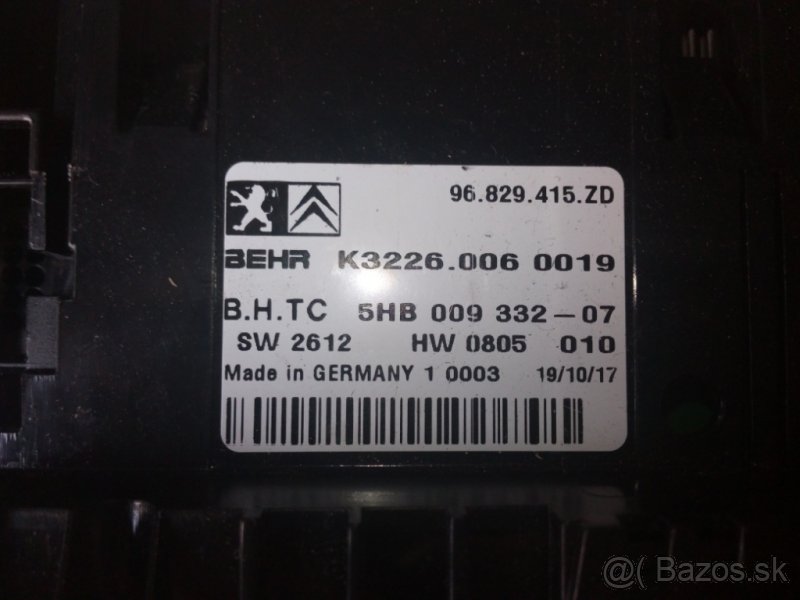 96.829.415.ZD
BEHR K3226.006 0019
B.H.TC 5HB 009 332-07
SW 2612 HW 0805 010
Made in GERMANY 1 0003 19/10/17
@( Bazos.sk